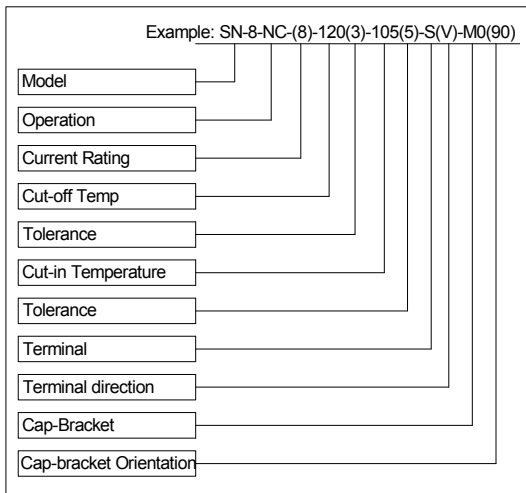 Example: SN-8-NC-(8)-120(3)-105(5)-S(V)-M0(90)
Model
Operation
Current Rating
Cut-off Temp
Tolerance
Cut-in Temperature
Tolerance
Terminal
Terminal direction
Cap-Bracket
Cap-bracket Orientation